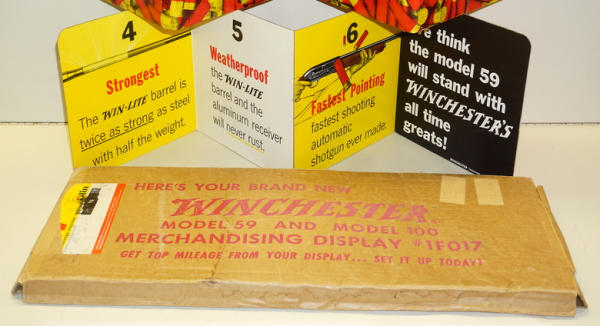 4
Strongest
The WIN-LITE barrel is
twice as strong as steel
with half the weight.
5
Weatherproof
the WIN-LITE
barrel and the
aluminum receiver
will never rust.
6
Fastest Pointing
fastest shooting
automatic
shotgun ever made.
think
the model 59
will stand with
WINCHESTER'S
all time
greats!
HERE'S YOUR BRAND NEW
WINCHESTER
MODEL 59 AND MODEL 100
MERCHANDISING DISPLAY #1F017
GET TOP MILEAGE FROM YOUR DISPLAY... SET IT UP TODAY!